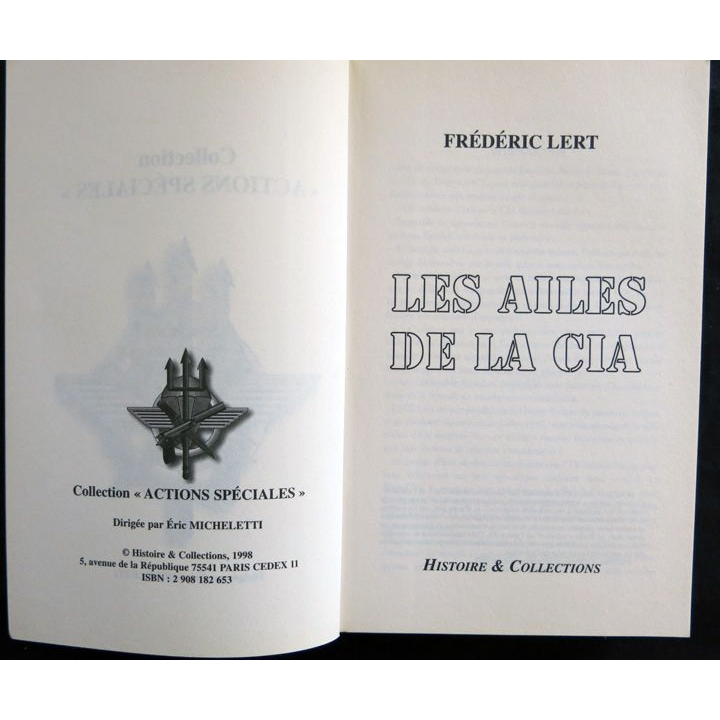 Collection « ACTIONS SPÉCIALES »
Dirigée par Éric MICHELETTI
© Histoire & Collections, 1998
5, avenue de la République 75541 PARIS CEDEX 11
ISBN : 2 908 182 653
FRÉDÉRIC LERT
LES AILES
DE LA CIA
HISTOIRE & COLLECTIONS